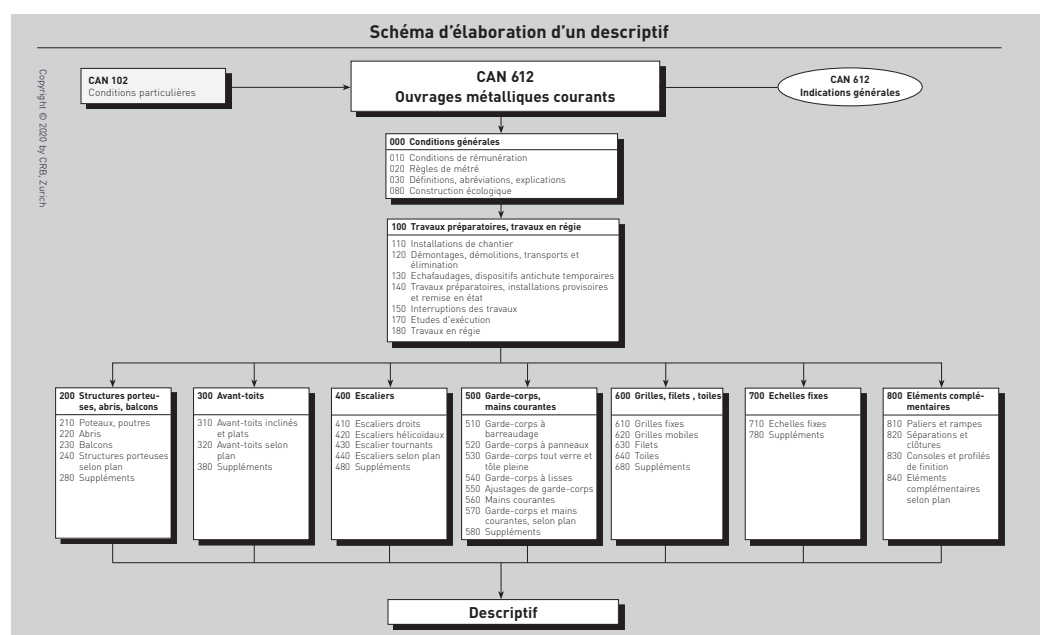 Schéma d'élaboration d'un descriptif
Copyright © 2020 by CRB, Zurich
CAN 102
Conditions particulières
CAN 612
Ouvrages métalliques courants
CAN 612
Indications générales
000 Conditions générales
010 Conditions de rémunération
020 Règles de métré
030 Définitions, abréviations, explications
080 Construction écologique
100 Travaux préparatoires, travaux en régie
110 Installations de chantier
120 Démontages, démolitions, transports et
élimination
130 Echafaudages, dispositifs antichute temporaires
140 Travaux préparatoires, installations provisoires
et remise en état
150 Interruptions des travaux
170 Etudes d'exécution
180 Travaux en régie
200 Structures porteu-
ses, abris, balcons
210 Poteaux, poutres
220 Abris
230 Balcons
240 Structures porteuses
selon plan
280 Suppléments
300 Avant-toits
310 Avant-toits inclinés
et plats
320 Avant-toits selon
plan
380 Suppléments
400 Escaliers
410 Escaliers droits
420 Escaliers hélicoïdaux
430 Escalier tournants
440 Escaliers selon plan
480 Suppléments
500 Garde-corps,
mains courantes
510 Garde-corps à
barreaudage
520 Garde-corps à panneaux
530 Garde-corps tout verre et
tôle pleine
540 Garde-corps à lisses
550 Ajustages de garde-corps
560 Mains courantes
570 Garde-corps et mains
courantes, selon plan
580 Suppléments
600 Grilles, filets , toiles
610 Grilles fixes
620 Grilles mobiles
630 Filets
640 Toiles
680 Suppléments
700 Echelles fixes
710 Echelles fixes
780 Suppléments
800 Eléments complé-
mentaires
810 Paliers et rampes
820 Séparations et
clôtures
830 Consoles et profilés
de finition
840 Eléments
complémentaires
selon plan
Descriptif